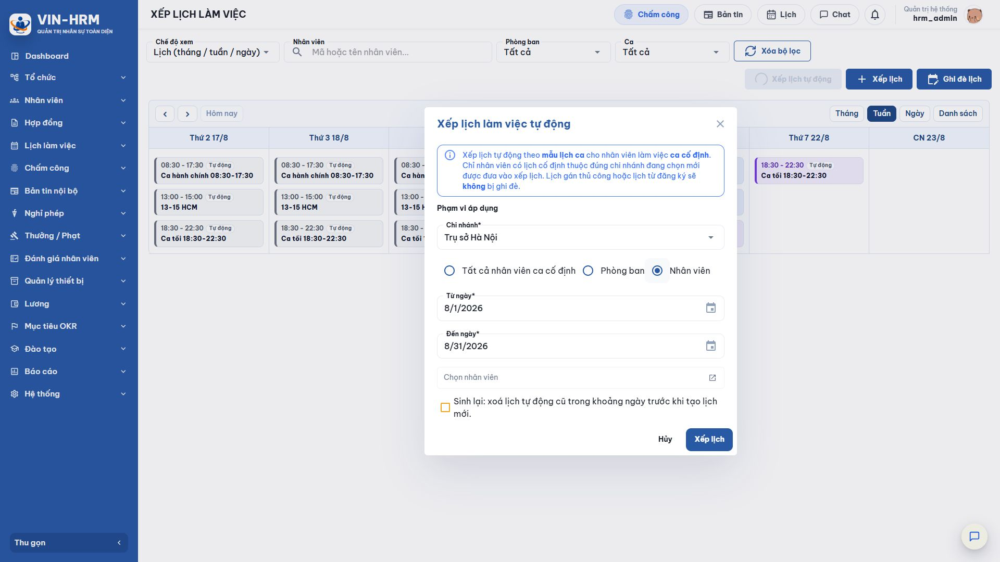 VIN-HRM
QUẢN TRỊ NHÂN SỰ TOÀN DIỆN
Dashboard
Tổ chức
Nhân viên
Hợp đồng
Lịch làm việc
Chấm công
Bản tin nội bộ
Nghỉ phép
Thưởng / Phạt
Đánh giá nhân viên
Quản lý thiết bị
Lương
Mục tiêu OKR
Đào tạo
Báo cáo
Hệ thống
Thu gọn
XẾP LỊCH LÀM VIỆC
Chấm công
Bản tin
Lịch
Chat
Quản trị hệ thống
hrm_admin
Chế độ xem
Lịch (tháng / tuần / ngày)
Nhân viên
Mã hoặc tên nhân viên...
Phòng ban
Tất cả
Ca
Tất cả
Xóa bộ lọc
Xếp lịch tự động
Xếp lịch
Ghi đè lịch
Hôm nay
Tháng
Tuần
Ngày
Danh sách
Thứ 2 17/8
Thứ 3 18/8
Thứ 7 22/8
CN 23/8
08:30 - 17:30 Tự động
Ca hành chính 08:30-17:30
13:00 - 15:00 Tự động
13-15 HCM
18:30 - 22:30 Tự động
Ca tối 18:30-22:30
08:30 - 17:30 Tự động
Ca hành chính 08:30-17:30
13:00 - 15:00 Tự động
13-15 HCM
18:30 - 22:30 Tự động
Ca tối 18:30-22:30
08:30 -
Ca hàn
13:00 -
13-15 H
18:30 -
Ca tối 1
18:30 - 22:30 Tự động
Ca tối 18:30-22:30
Xếp lịch làm việc tự động
Xếp lịch tự động theo mẫu lịch ca cho nhân viên làm việc ca cố định.
Chỉ nhân viên có lịch cố định thuộc đúng chi nhánh đang chọn mới
được đưa vào xếp lịch. Lịch gán thủ công hoặc lịch từ đăng ký sẽ
không bị ghi đè.
Phạm vi áp dụng
Chi nhánh*
Trụ sở Hà Nội
Tất cả nhân viên ca cố định
Phòng ban
Nhân viên
Từ ngày*
8/1/2026
Đến ngày*
8/31/2026
Chọn nhân viên
Sinh lại: xoá lịch tự động cũ trong khoảng ngày trước khi tạo lịch
mới.
Hủy
Xếp lịch